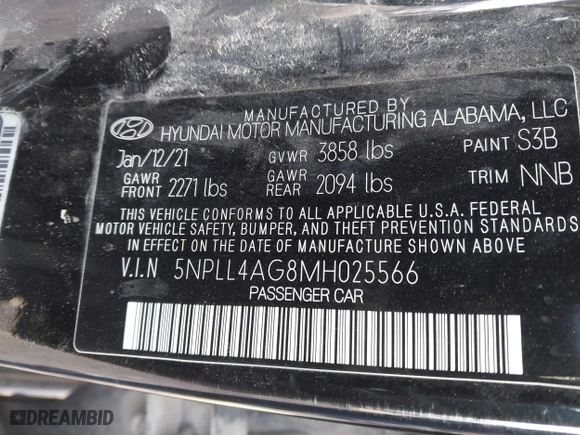 MANUFACTURED BY
HYUNDAI MOTOR MANUFACTURING ALABAMA, LLC
Jan/12/21 GVWR 3858 lbs PAINT S3B
GAWR FRONT 2271 lbs GAWR REAR 2094 lbs TRIM NNB
THIS VEHICLE CONFORMS TO ALL APPLICABLE U.S.A. FEDERAL
MOTOR VEHICLE SAFETY, BUMPER, AND THEFT PREVENTION STANDARDS
IN EFFECT ON THE DATE OF MANUFACTURE SHOWN ABOVE.
V.I.N 5NPLL4AG8MH025566
PASSENGER CAR
DREAMBID